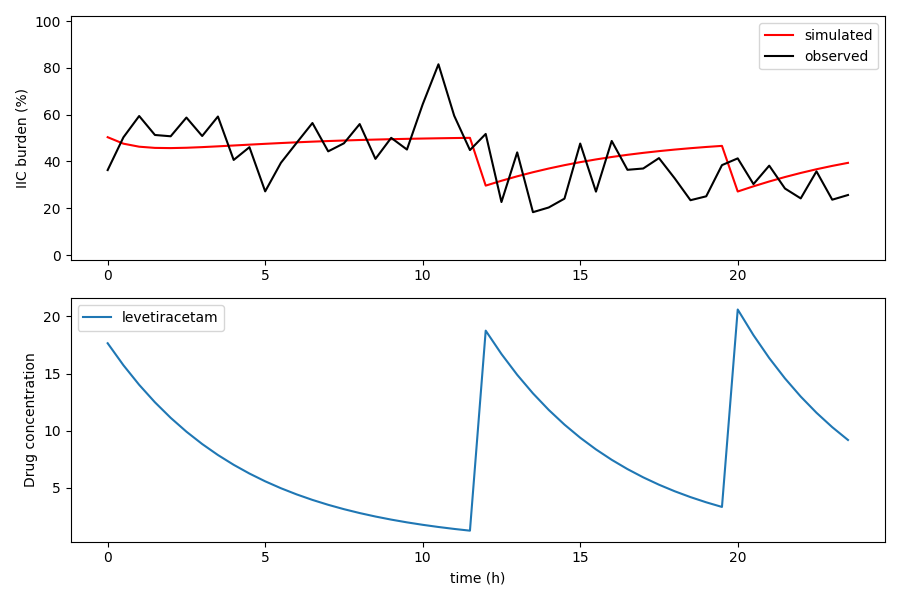 IIC burden (%)
100
80
60
40
20
0
simulated
observed
0 5 10 15 20
Drug concentration
20
15
10
5
levetiracetam
0 5 10 15 20
time (h)